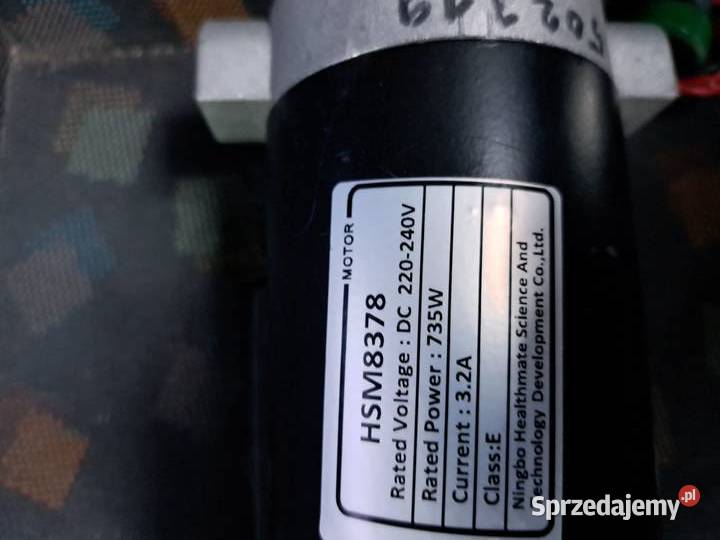 MOTOR
HSM8378
Rated Voltage : DC 220-240V
Rated Power : 735W
Current : 3.2A
Class:E
Ningbo Healthmate Science And
Technology Development Co.,Ltd.
502319
Sprzedajemy.pl